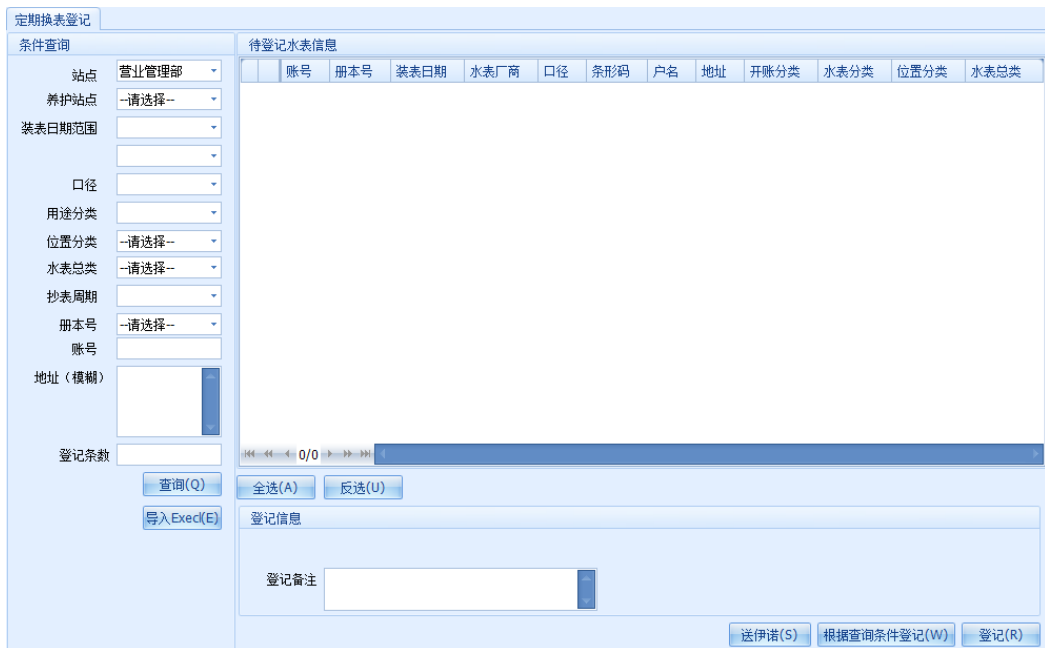 定期换表登记
条件查询
站点 营业管理部
养护站点 --请选择--
装表日期范围
口径
用途分类
位置分类 --请选择--
水表总类 --请选择--
抄表周期
册本号 --请选择--
账号
地址（模糊）
登记条数
查询(Q)
导入Execl(E)
待登记水表信息
账号 册本号 装表日期 水表厂商 口径 条形码 户名 地址 开账分类 水表分类 位置分类 水表总类
0/0
全选(A) 反选(U)
登记信息
登记备注
送伊诺(S) 根据查询条件登记(W) 登记(R)